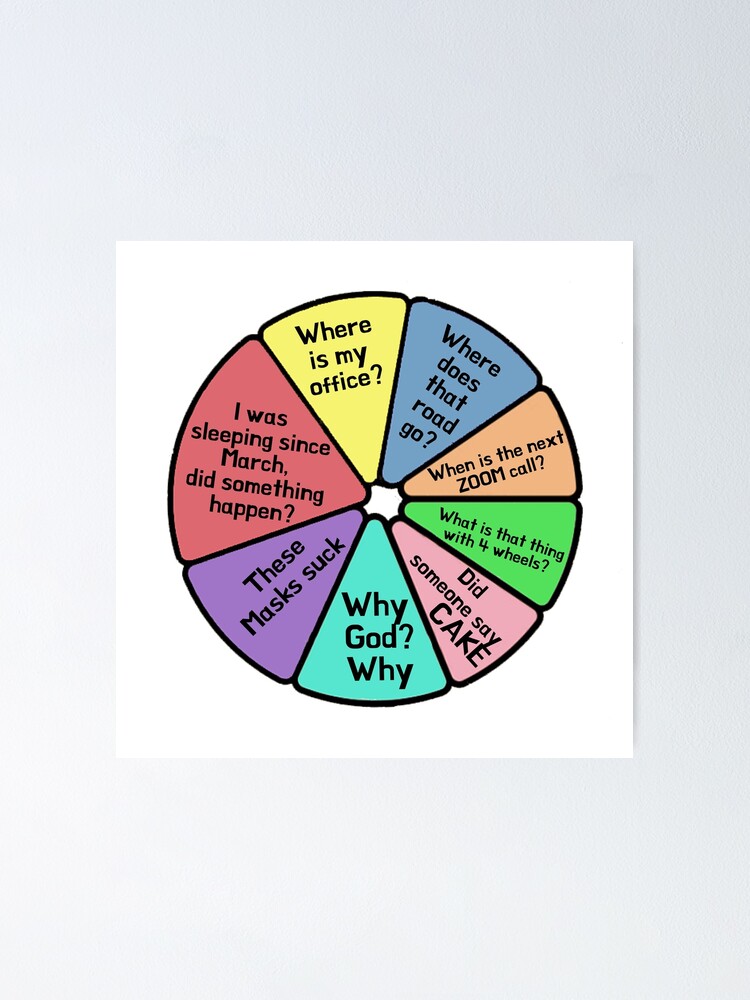 Where
is my
office?
Where
does
that
road
go?
When is the next
ZOOM call?
What is that thing
with 4 wheels?
Did
someone say
CAKE
Why
God?
Why
These
Masks suck
I was
sleeping since
March,
did something
happen?